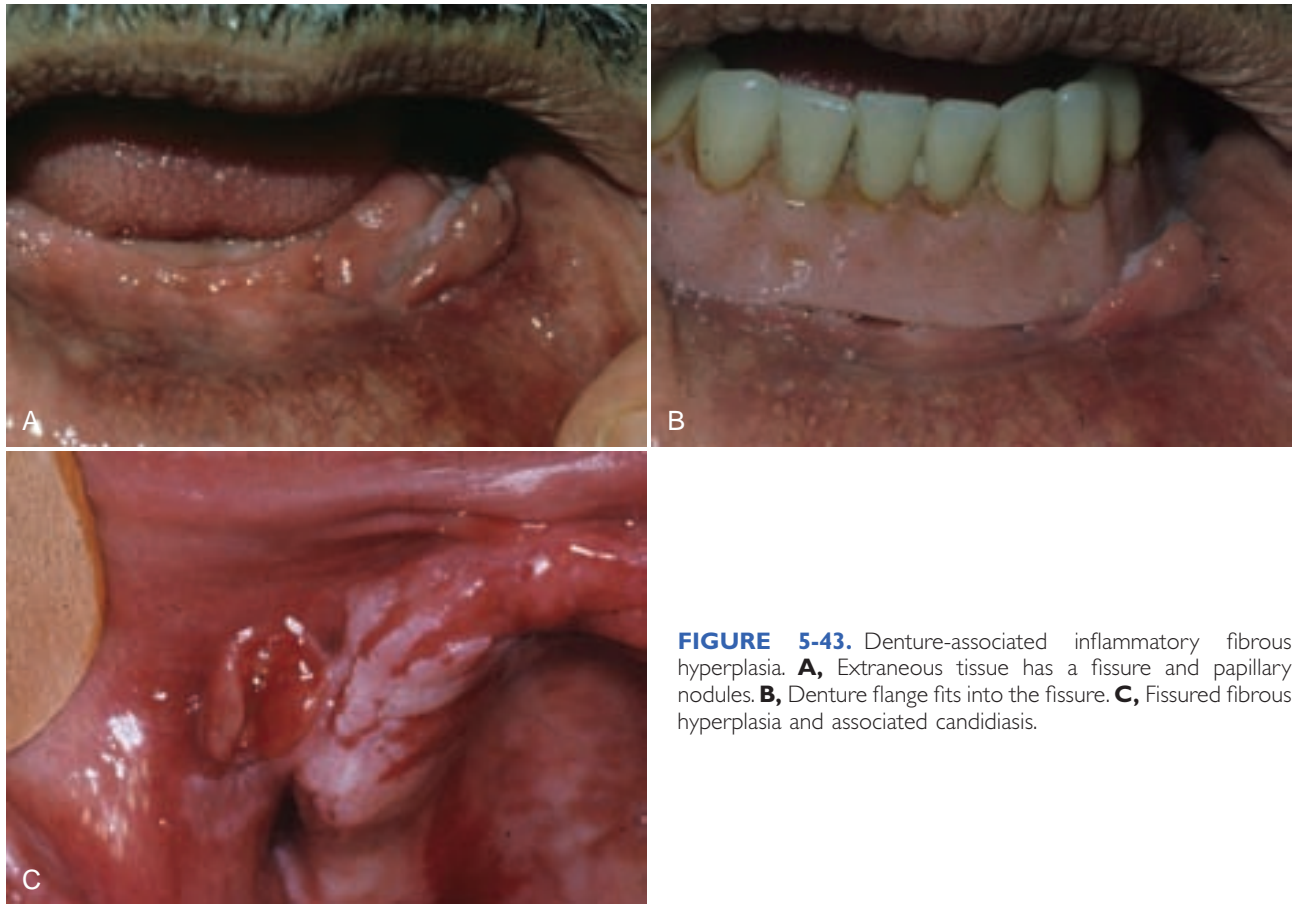 A
B
C
FIGURE 5-43. Denture-associated inflammatory fibrous
hyperplasia. A, Extraneous tissue has a fissure and papillary
nodules. B, Denture flange fits into the fissure. C, Fissured fibrous
hyperplasia and associated candidiasis.